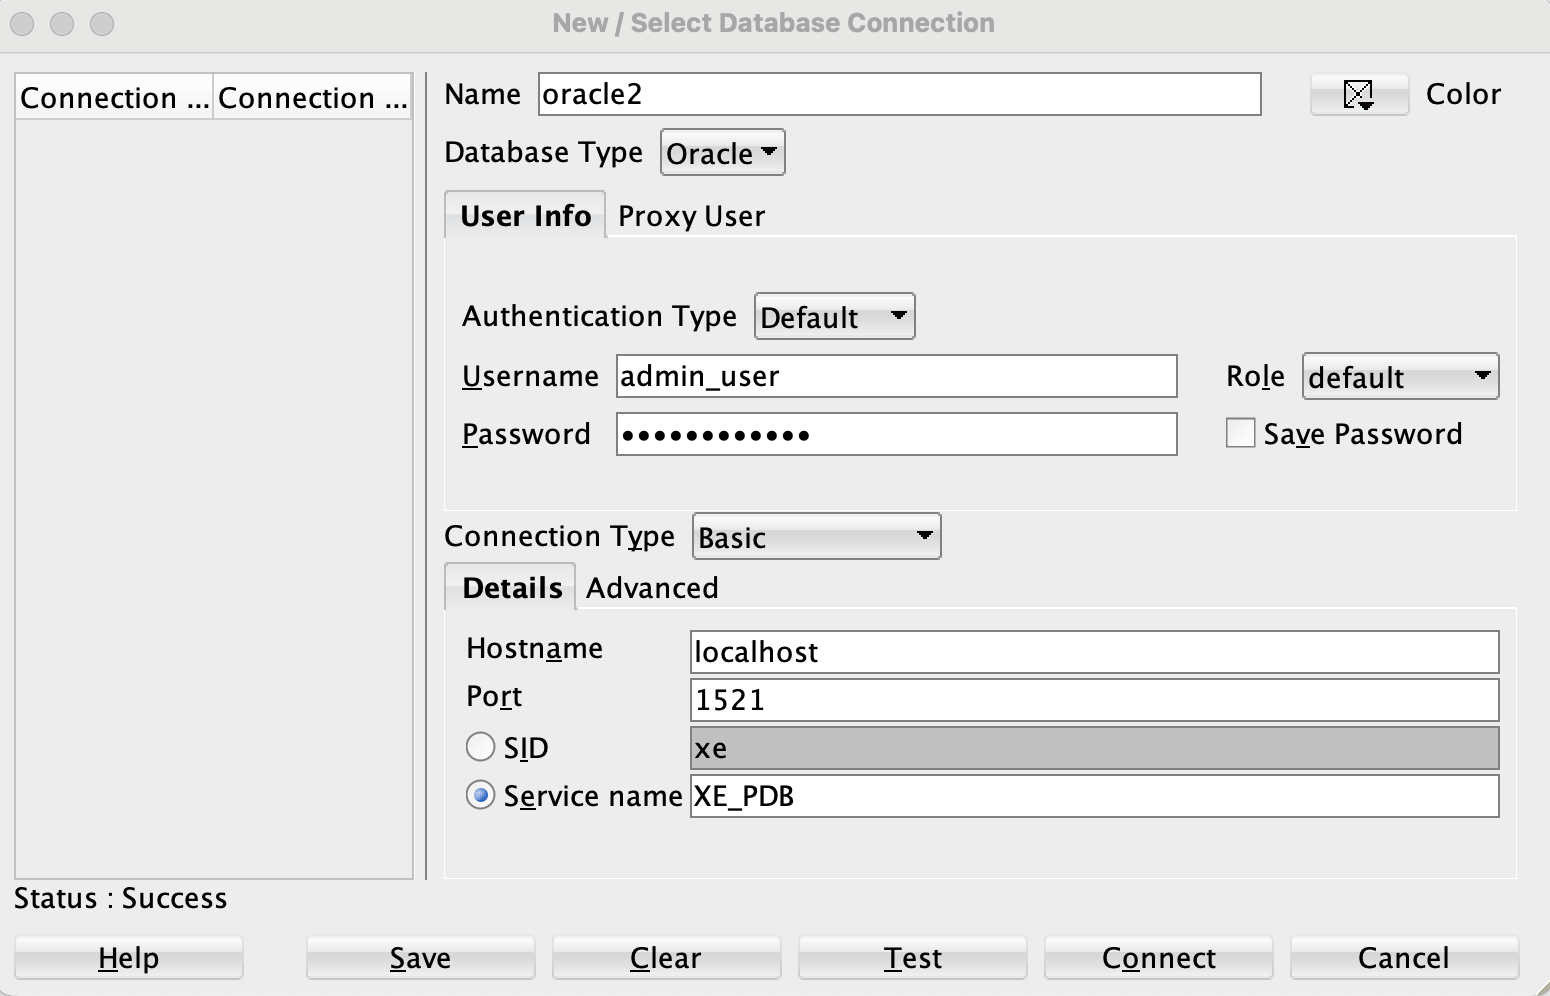 New / Select Database Connection
Connection ... Connection ...
Name oracle2 Color
Database Type Oracle
User Info Proxy User
Authentication Type Default
Username admin_user Role default
Password •••••••••••• Save Password
Connection Type Basic
Details Advanced
Hostname localhost
Port 1521
SID xe
Service name XE_PDB
Status : Success
Help Save Clear Test Connect Cancel